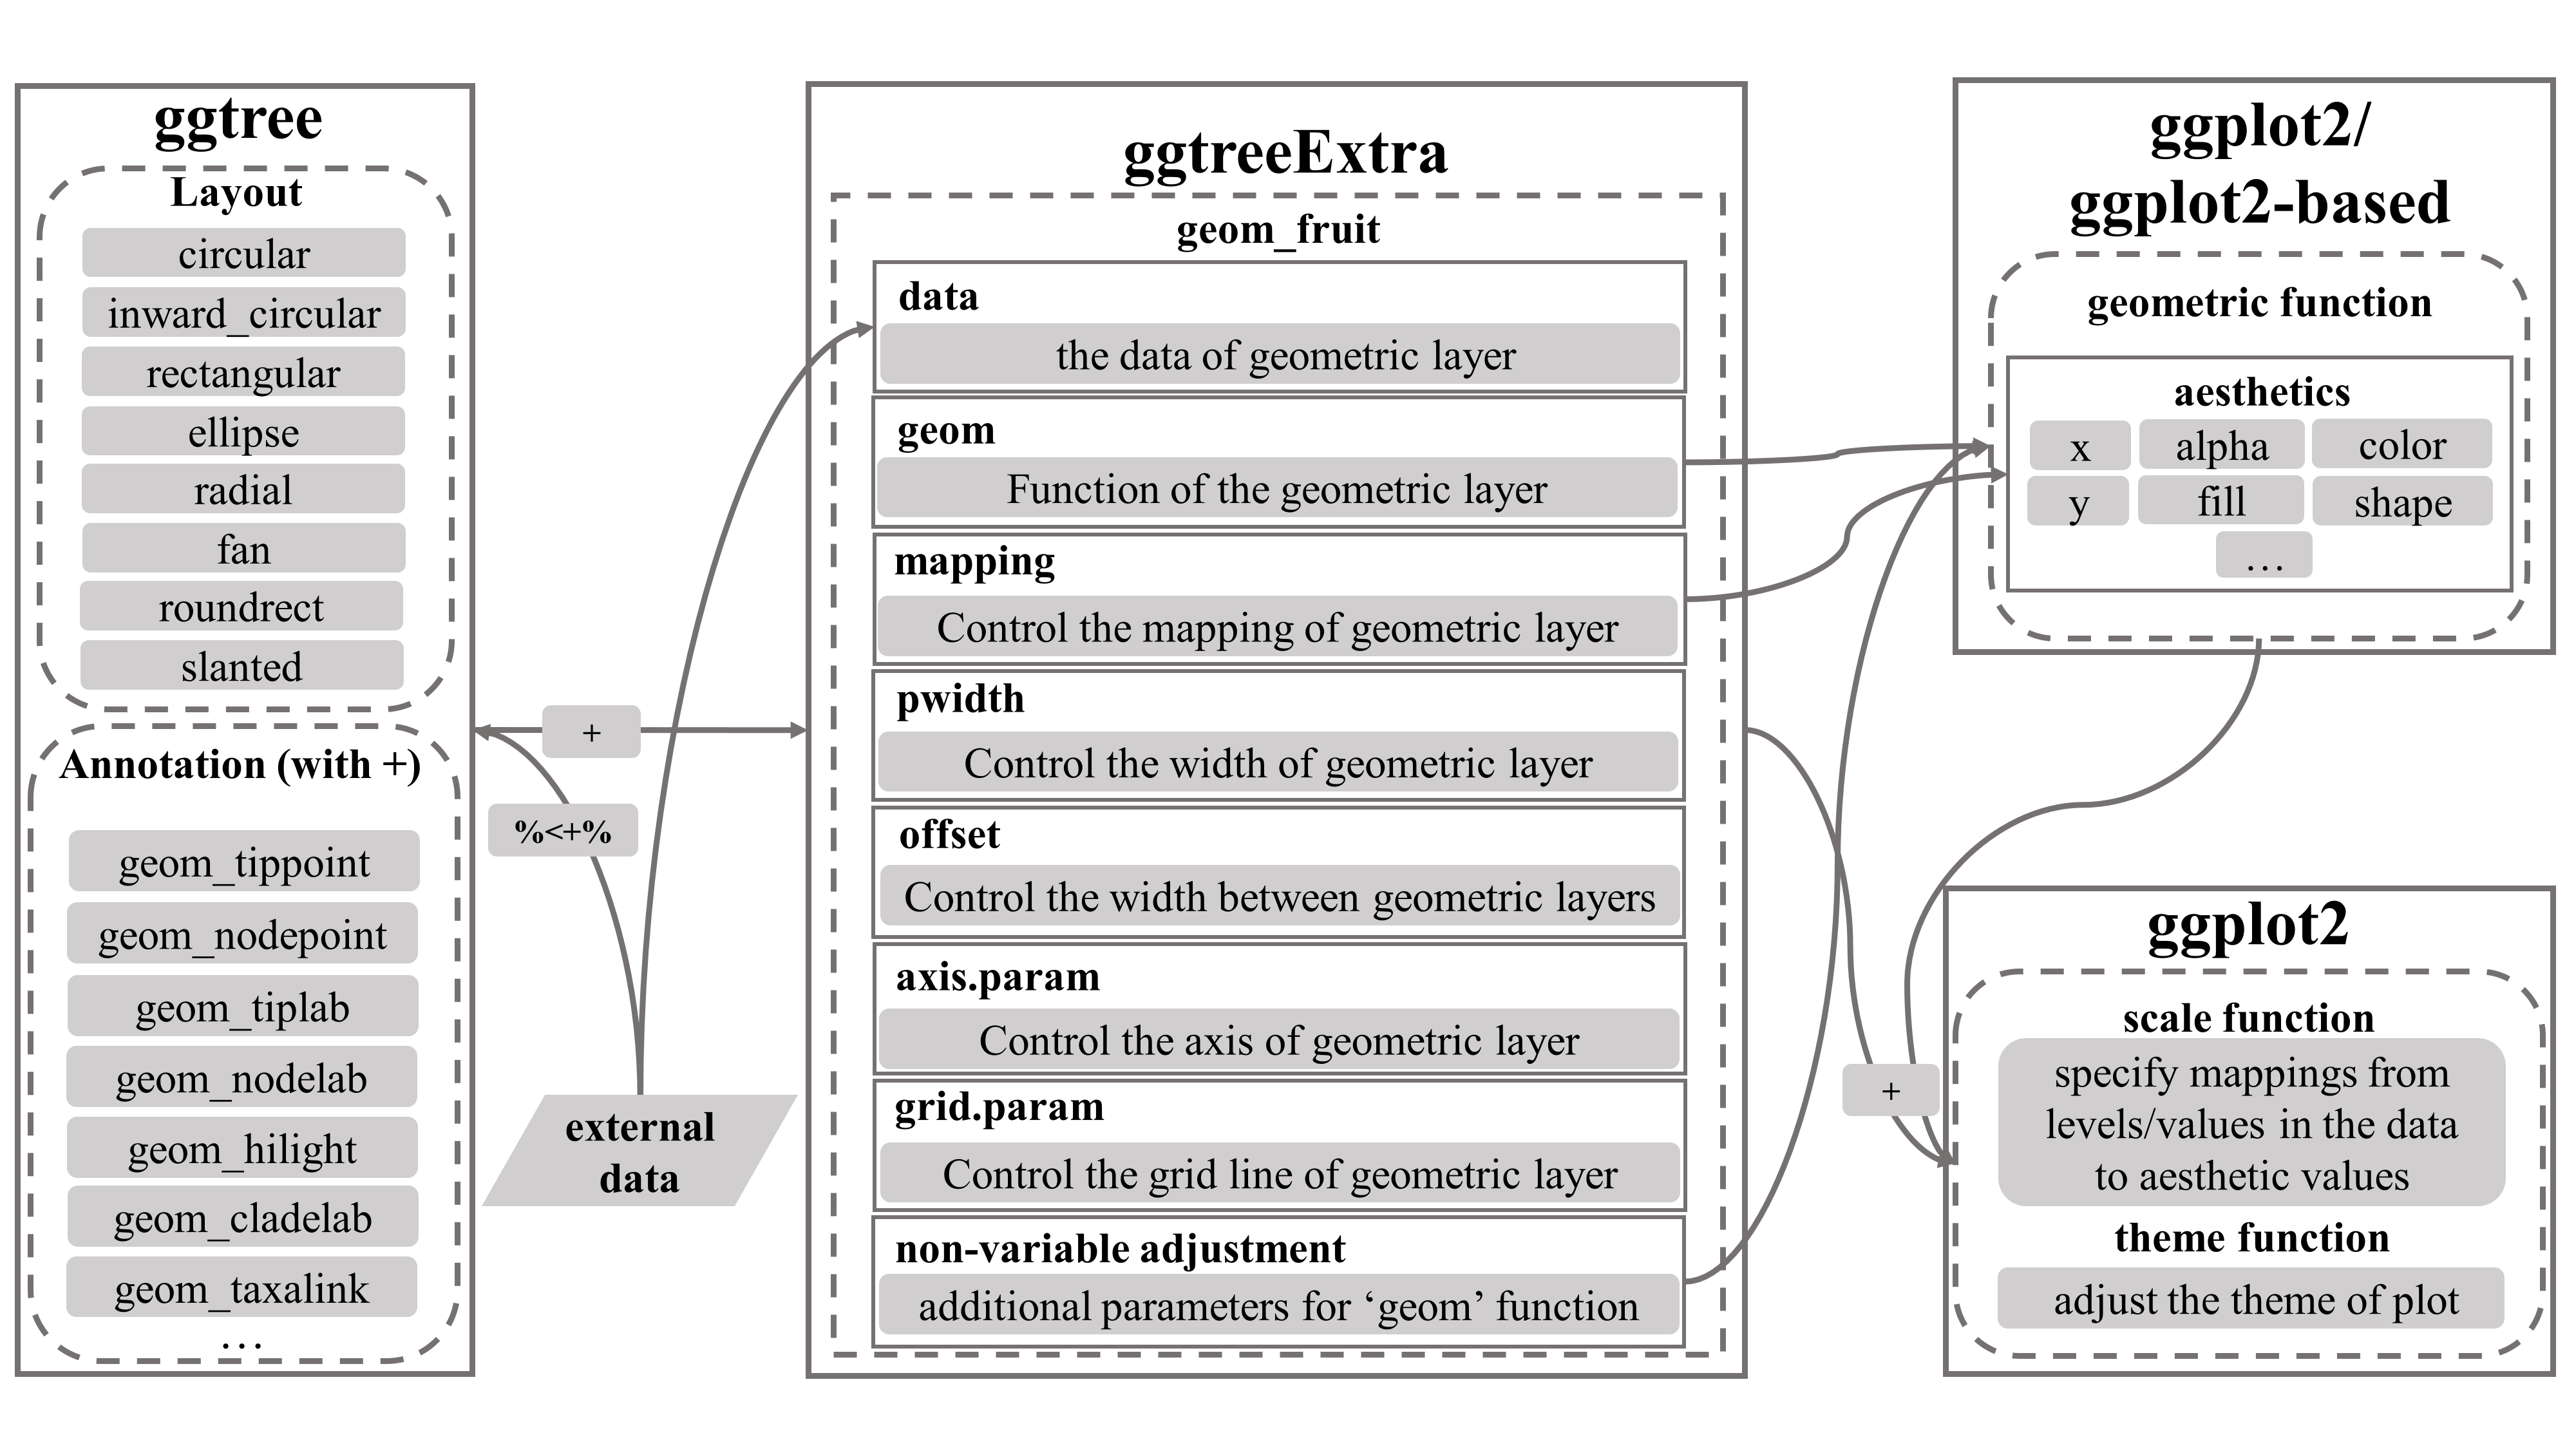 ggtree
Layout
circular
inward_circular
rectangular
ellipse
radial
fan
roundrect
slanted
Annotation (with +)
geom_tippoint
geom_nodepoint
geom_tiplab
geom_nodelab
geom_hilight
geom_cladelab
geom_taxalink
…
+
%<+%
external
data
ggtreeExtra
geom_fruit
data
the data of geometric layer
geom
Function of the geometric layer
mapping
Control the mapping of geometric layer
pwidth
Control the width of geometric layer
offset
Control the width between geometric layers
axis.param
Control the axis of geometric layer
grid.param
Control the grid line of geometric layer
non-variable adjustment
additional parameters for ‘geom’ function
ggplot2/
ggplot2-based
geometric function
aesthetics
x alpha color
y fill shape
…
+
ggplot2
scale function
specify mappings from
levels/values in the data
to aesthetic values
theme function
adjust the theme of plot